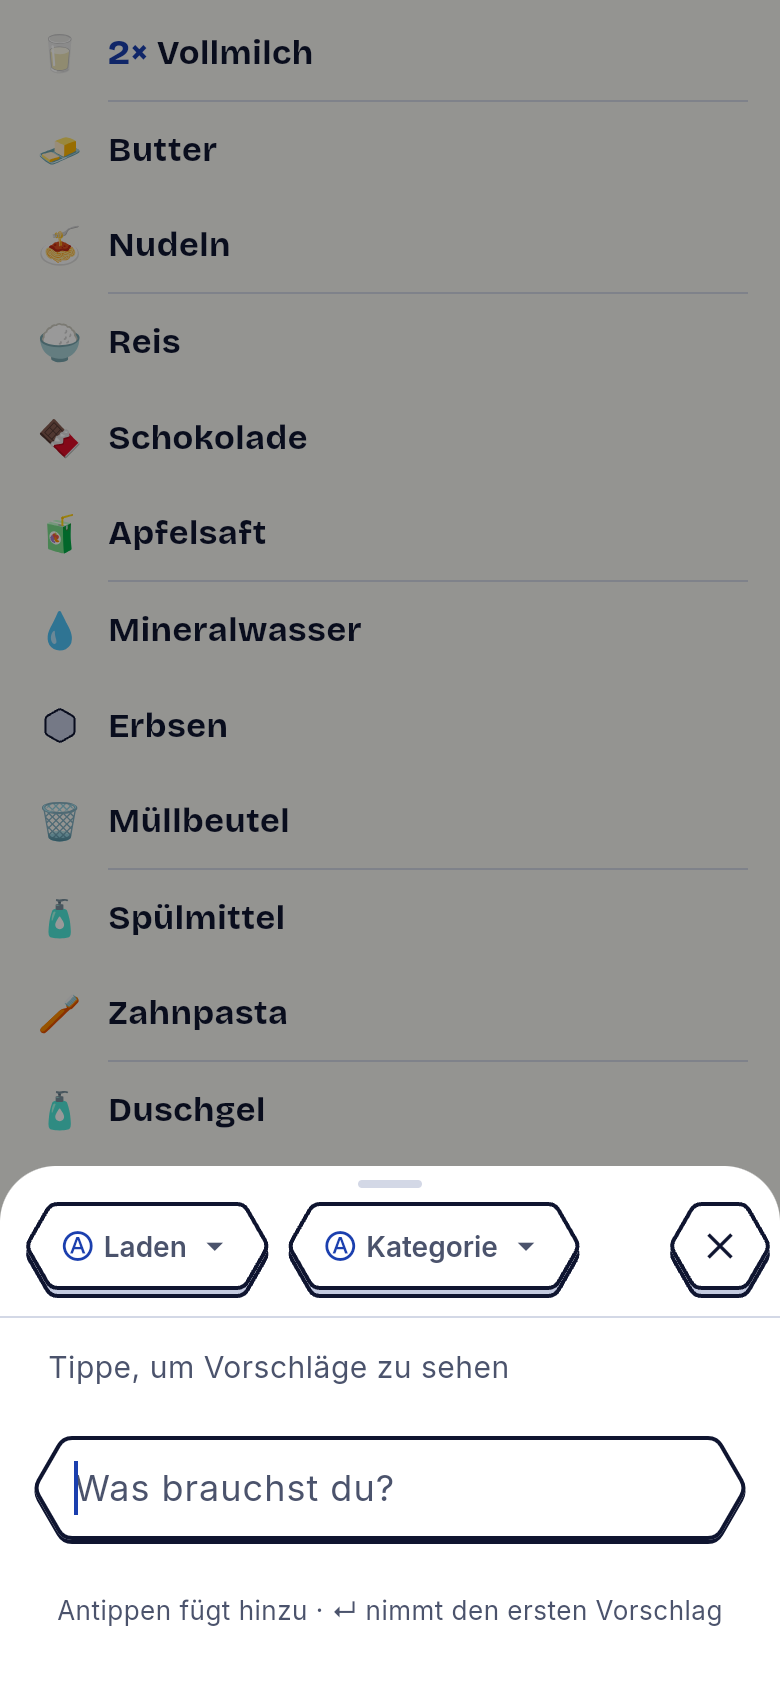 2× Vollmilch
Butter
Nudeln
Reis
Schokolade
Apfelsaft
Mineralwasser
Erbsen
Müllbeutel
Spülmittel
Zahnpasta
Duschgel
Ⓐ Laden
Ⓐ Kategorie
Tippe, um Vorschläge zu sehen
Was brauchst du?
Antippen fügt hinzu · ↵ nimmt den ersten Vorschlag